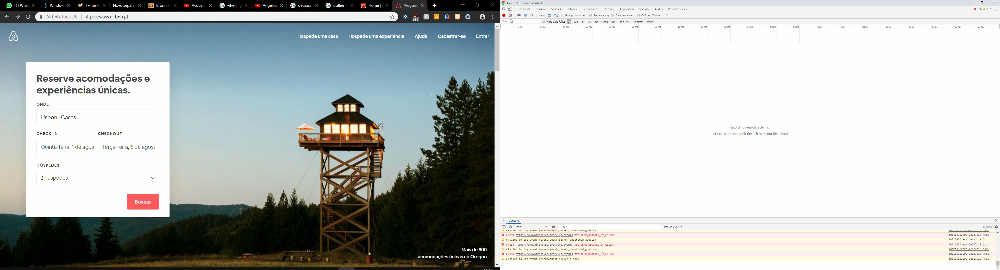 (1) What
Window
7+ Task
Novo separa
Bronn -
Acoustic
when i g
Angelina
decision
outlier -
Home |
Aluguer
Airbnb, Inc. [US] | https://www.airbnb.pt
334
Hospede uma casa
Hospede uma experiência
Ajuda
Cadastrar-se
Entrar
Reserve acomodações e
experiências únicas.
ONDE
Lisbon · Casas
CHECK-IN
CHECKOUT
Quinta-feira, 1 de agos
Terça-feira, 6 de agost
HÓSPEDES
2 hóspedes
Buscar
Mais de 300
acomodações únicas no Oregon
DevTools - www.airbnb.pt/
Elements Console Sources Network Performance Memory Application Security Audits ResourcesSaver
336 307
View: Group by frame Preserve log Disable cache Offline Online
Filter Hide data URLs All XHR JS CSS Img Media Font Doc WS Manifest Other
5 ms 10 ms 15 ms 20 ms 25 ms 30 ms 35 ms 40 ms 45 ms 50 ms 55 ms 60 ms 65 ms 70 ms 75 ms 80 ms 85 ms 90 ms 95 ms 100 ms 105 ms
Recording network activity...
Perform a request or hit Ctrl + R to record the reload.
Console
top Filter Default levels 3 hidden
Failed to log event (event=guest_picker_undefined_guests) initializers-2e127b18.js:1
POST https://www.airbnb.pt/tracking/events net::ERR_BLOCKED_BY_CLIENT initializers-2e127b18.js:1
Failed to log event (event=guest_picker_undefined_adults) initializers-2e127b18.js:1
POST https://www.airbnb.pt/tracking/events net::ERR_BLOCKED_BY_CLIENT initializers-2e127b18.js:1
Failed to log event (event=guest_picker_undefined_guests) initializers-2e127b18.js:1
POST https://www.airbnb.pt/tracking/events net::ERR_BLOCKED_BY_CLIENT initializers-2e127b18.js:1
Failed to log event (event=guest_picker_close) initializers-2e127b18.js:1